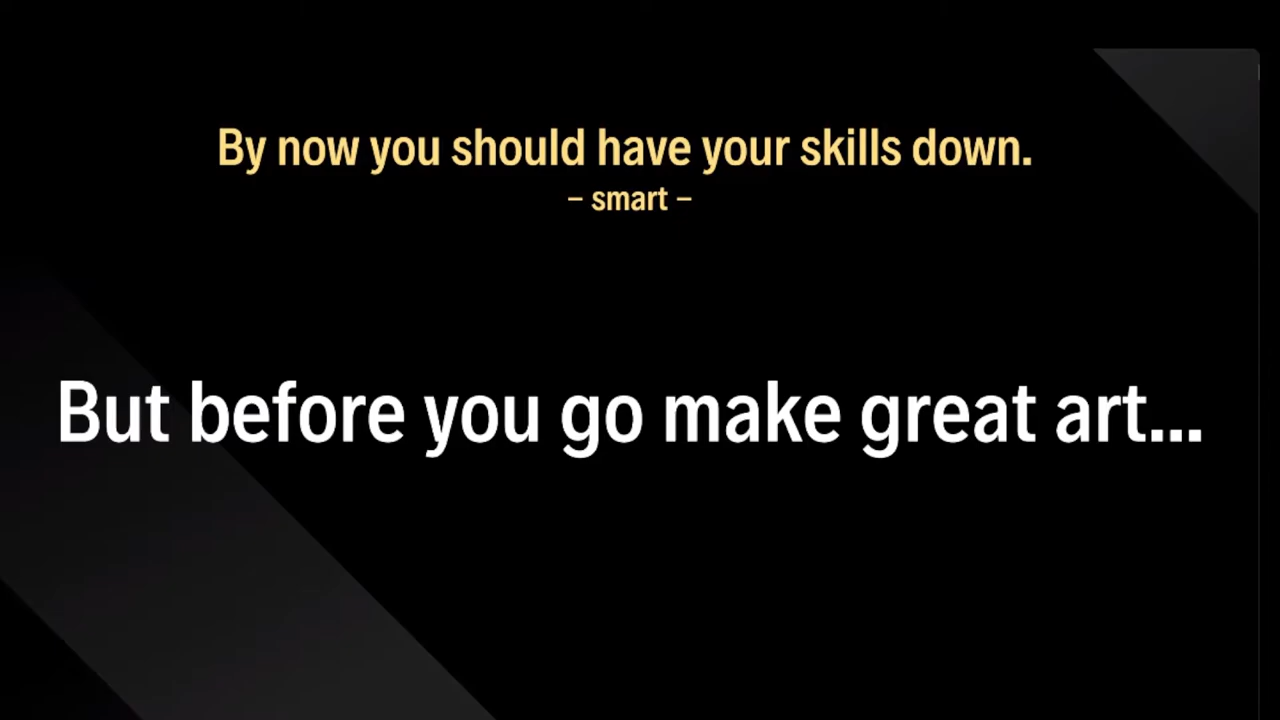 By now you should have your skills down.
– smart –
But before you go make great art...